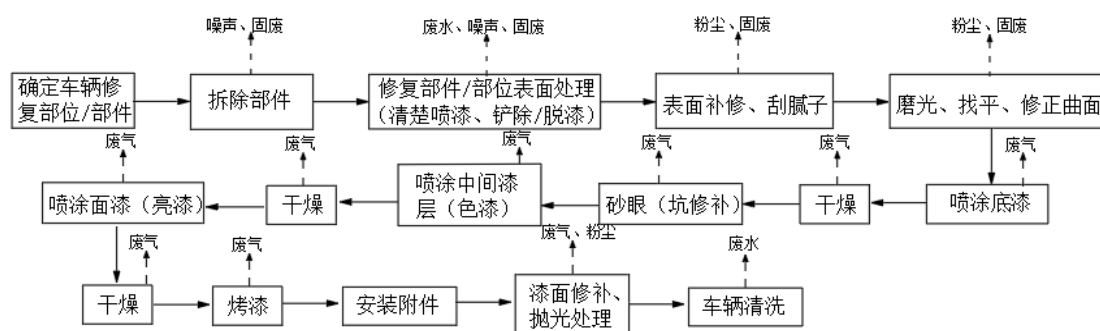 噪声、固废
废水、噪声、固废
粉尘、固废
粉尘、固废
确定车辆修
复部位/部件
拆除部件
修复部件/部位表面处理
(清楚喷漆、铲除/脱漆)
表面补修、刮腻子
磨光、找平、修正曲面
废气
废气
废气
废气
废气
废气
喷涂面漆(亮漆)
干燥
喷涂中间漆
层(色漆)
砂眼(坑修补)
干燥
喷涂底漆
废气
废气
废气、粉尘
废水
干燥
烤漆
安装附件
漆面修补、
抛光处理
车辆清洗